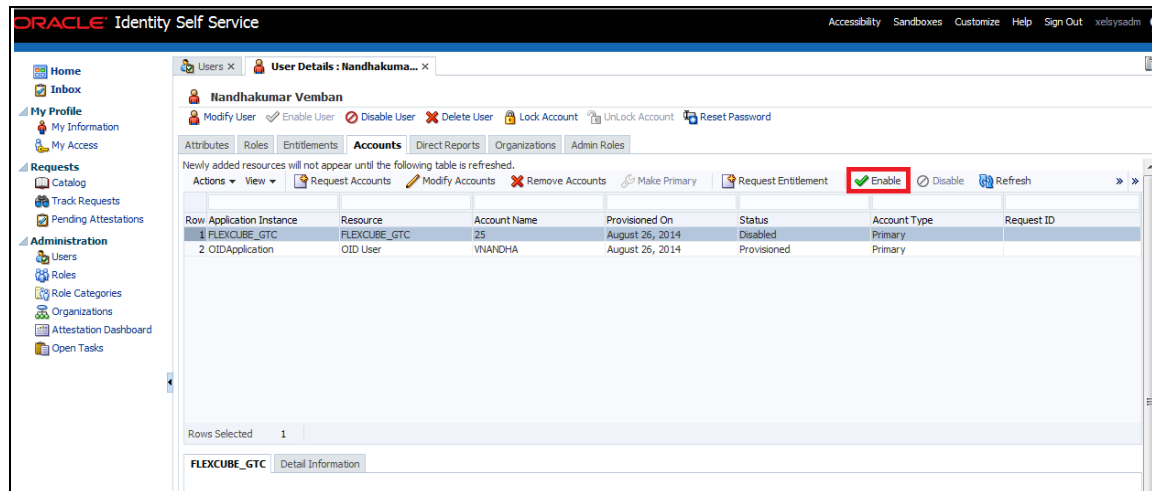 ORACLE Identity Self Service
Accessibility Sandboxes Customize Help Sign Out xelsysadm
Users User Details : Nandhakuma...
Home
Inbox
My Profile
My Information
My Access
Requests
Catalog
Track Requests
Pending Attestations
Administration
Users
Roles
Role Categories
Organizations
Attestation Dashboard
Open Tasks
Nandhakumar Vemban
Modify User Enable User Disable User Delete User Lock Account UnLock Account Reset Password
Attributes Roles Entitlements Accounts Direct Reports Organizations Admin Roles
Newly added resources will not appear until the following table is refreshed.
Actions View Request Accounts Modify Accounts Remove Accounts Make Primary Request Entitlement Enable Disable Refresh » »
Row Application Instance Resource Account Name Provisioned On Status Account Type Request ID
1 FLEXCUBE_GTC FLEXCUBE_GTC 25 August 26, 2014 Disabled Primary
2 OIDApplication OID User VNANDHA August 26, 2014 Provisioned Primary
Rows Selected 1
FLEXCUBE_GTC Detail Information